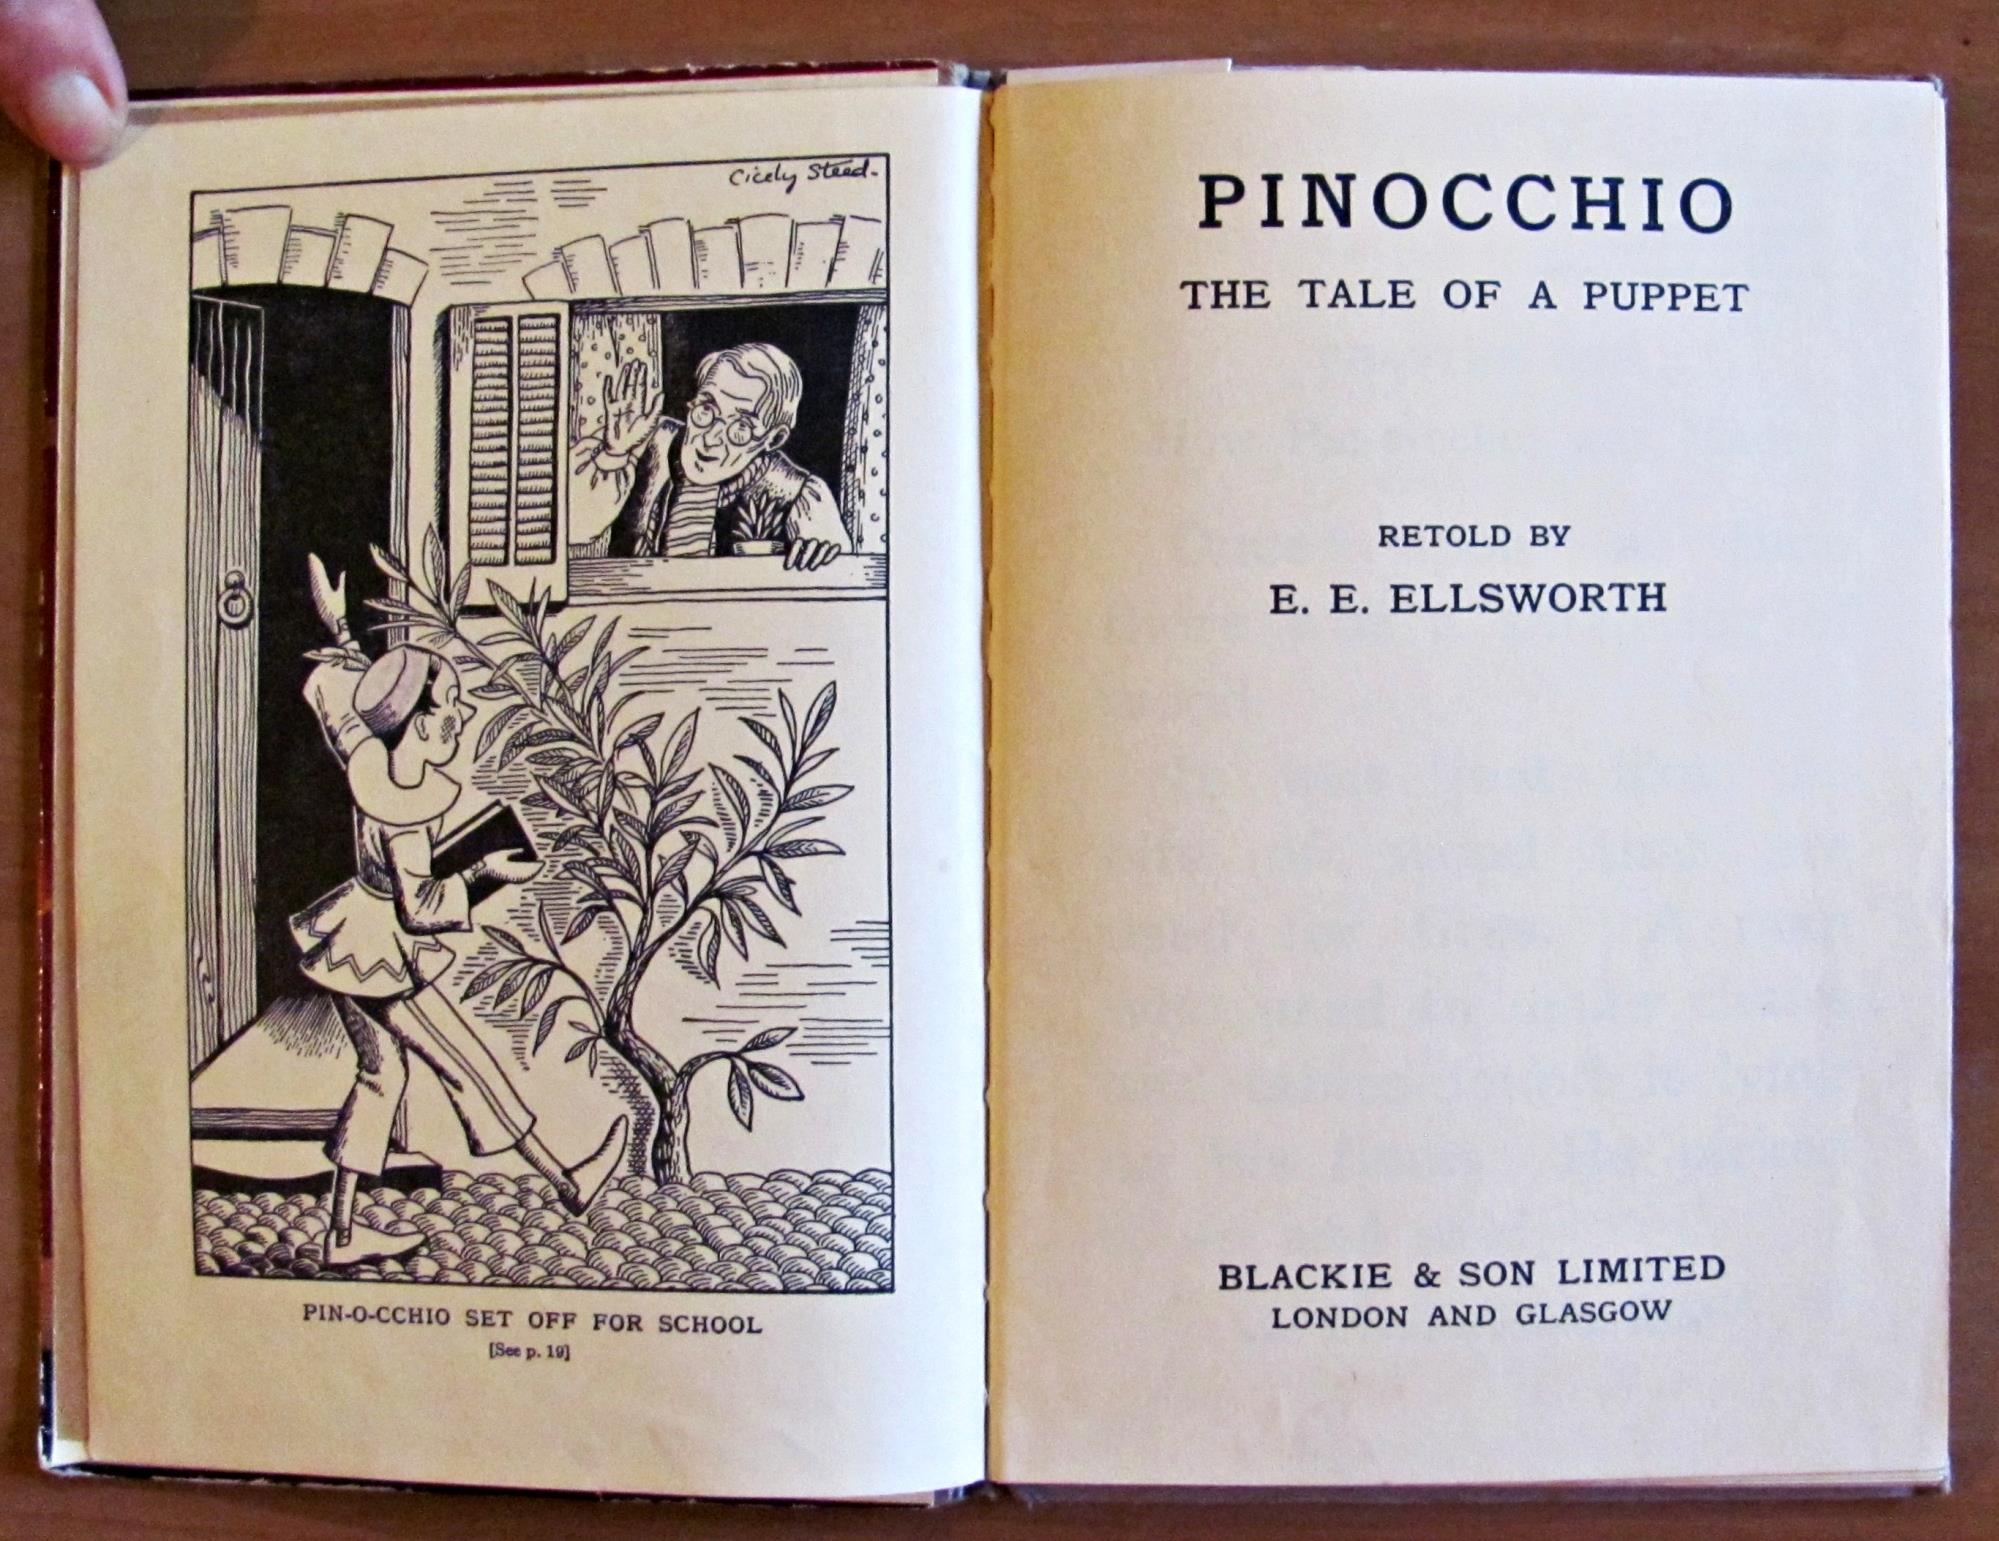 Cicely Steed.
PIN-O-CCHIO SET OFF FOR SCHOOL
[See p. 19]
PINOCCHIO
THE TALE OF A PUPPET
RETOLD BY
E. E. ELLSWORTH
BLACKIE & SON LIMITED
LONDON AND GLASGOW